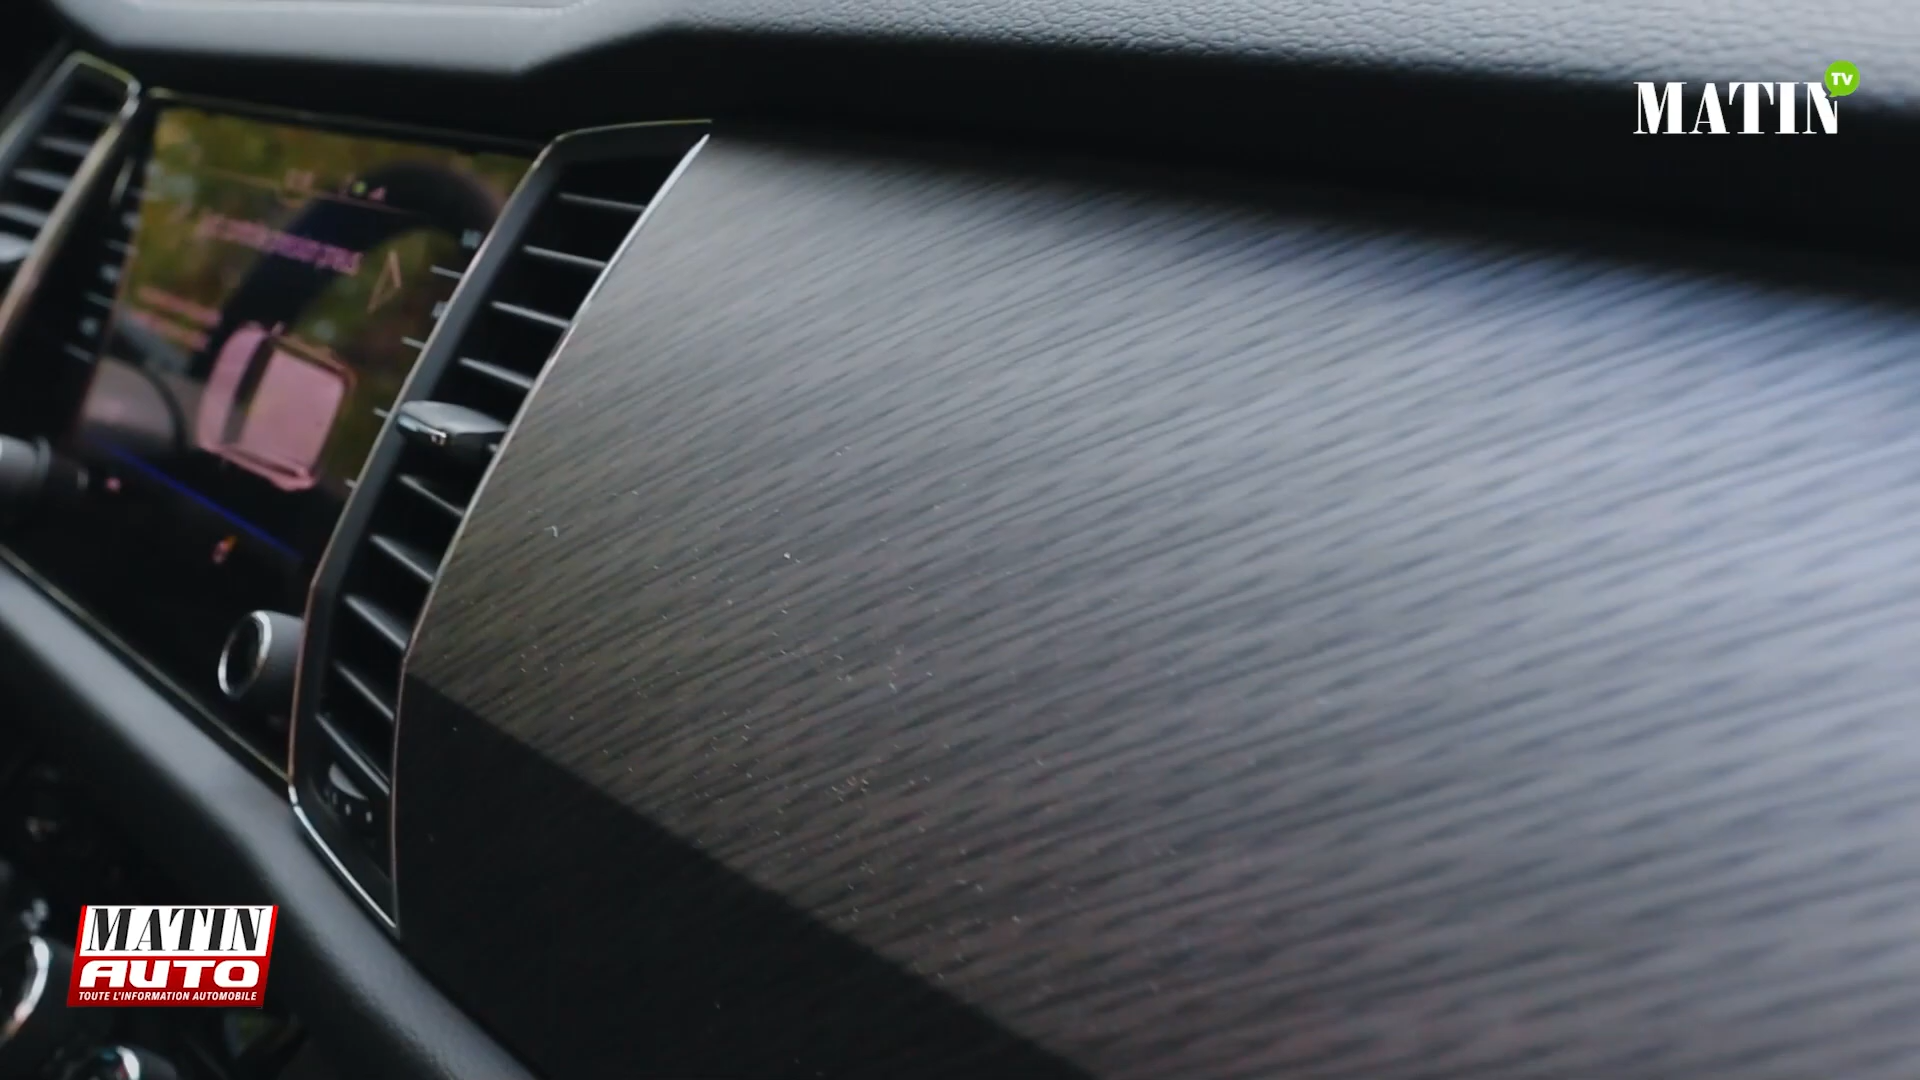 MATIN TV
MATIN
AUTO
TOUTE L'INFORMATION AUTOMOBILE